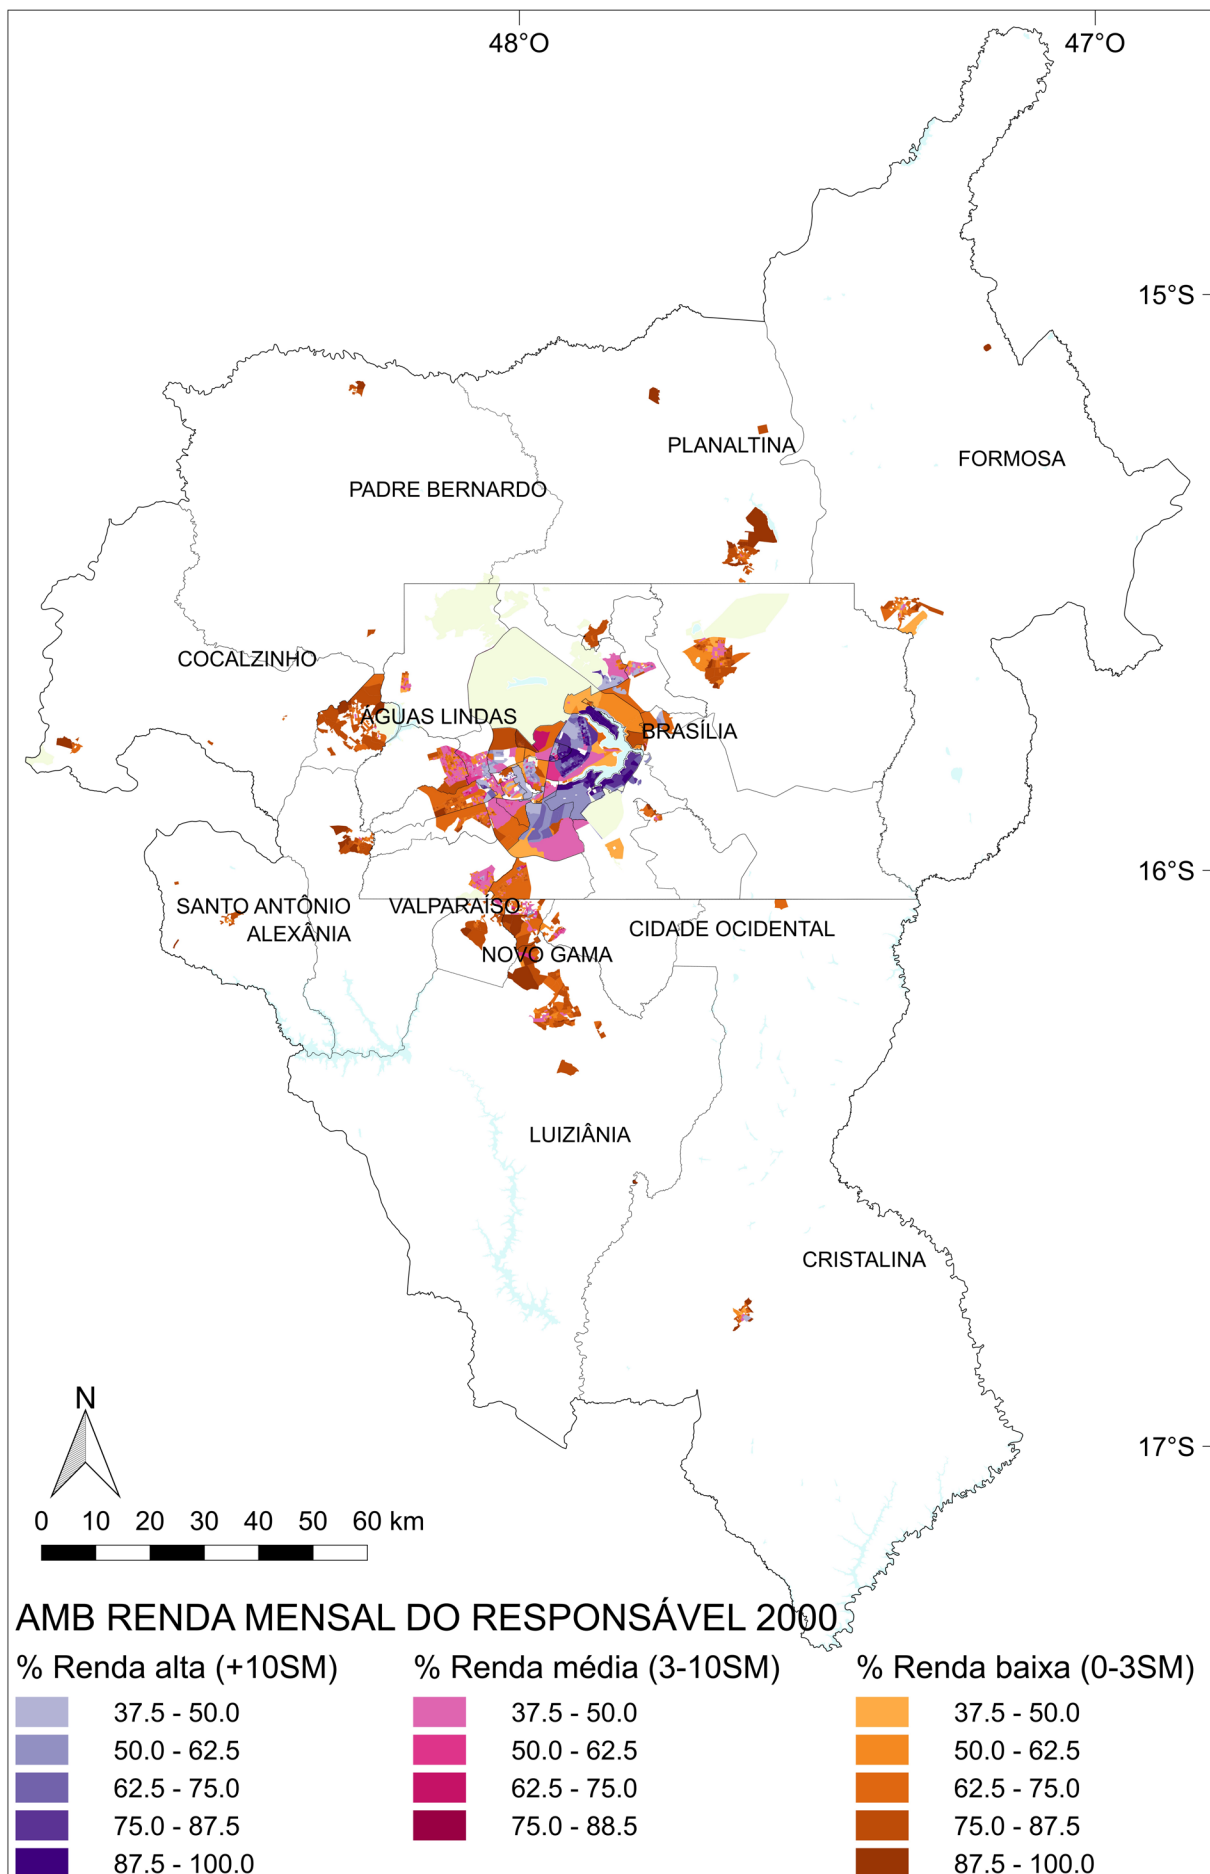 48°O 47°O
15°S
PLANALTINA
FORMOSA
PADRE BERNARDO
COCALZINHO
ÁGUAS LINDAS
BRASÍLIA
16°S
SANTO ANTÔNIO
VALPARAÍSO
CIDADE OCIDENTAL
ALEXÂNIA
NOVO GAMA
LUIZIÂNIA
CRISTALINA
N
17°S
0 10 20 30 40 50 60 km
AMB RENDA MENSAL DO RESPONSÁVEL 2000
% Renda alta (+10SM)
37.5 - 50.0
50.0 - 62.5
62.5 - 75.0
75.0 - 87.5
87.5 - 100.0
% Renda média (3-10SM)
37.5 - 50.0
50.0 - 62.5
62.5 - 75.0
75.0 - 88.5
% Renda baixa (0-3SM)
37.5 - 50.0
50.0 - 62.5
62.5 - 75.0
75.0 - 87.5
87.5 - 100.0